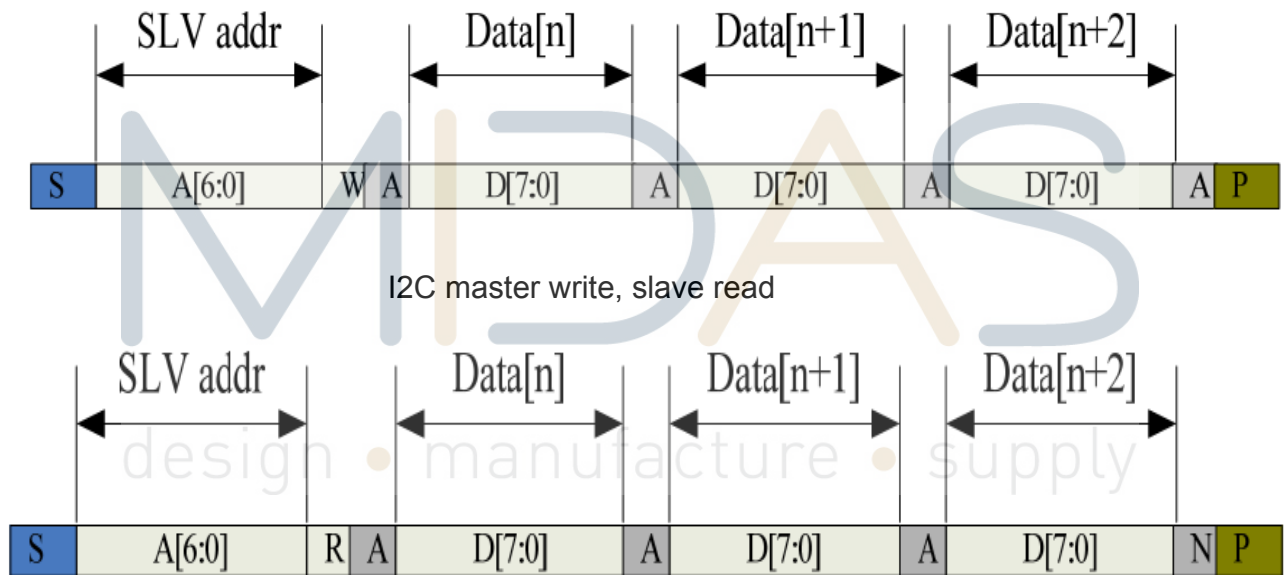 SLV addr Data[n] Data[n+1] Data[n+2]
S A[6:0] W A D[7:0] A D[7:0] A D[7:0] A P
MIDAS
I2C master write, slave read
SLV addr Data[n] Data[n+1] Data[n+2]
design • manufacture • supply
S A[6:0] R A D[7:0] A D[7:0] A D[7:0] N P